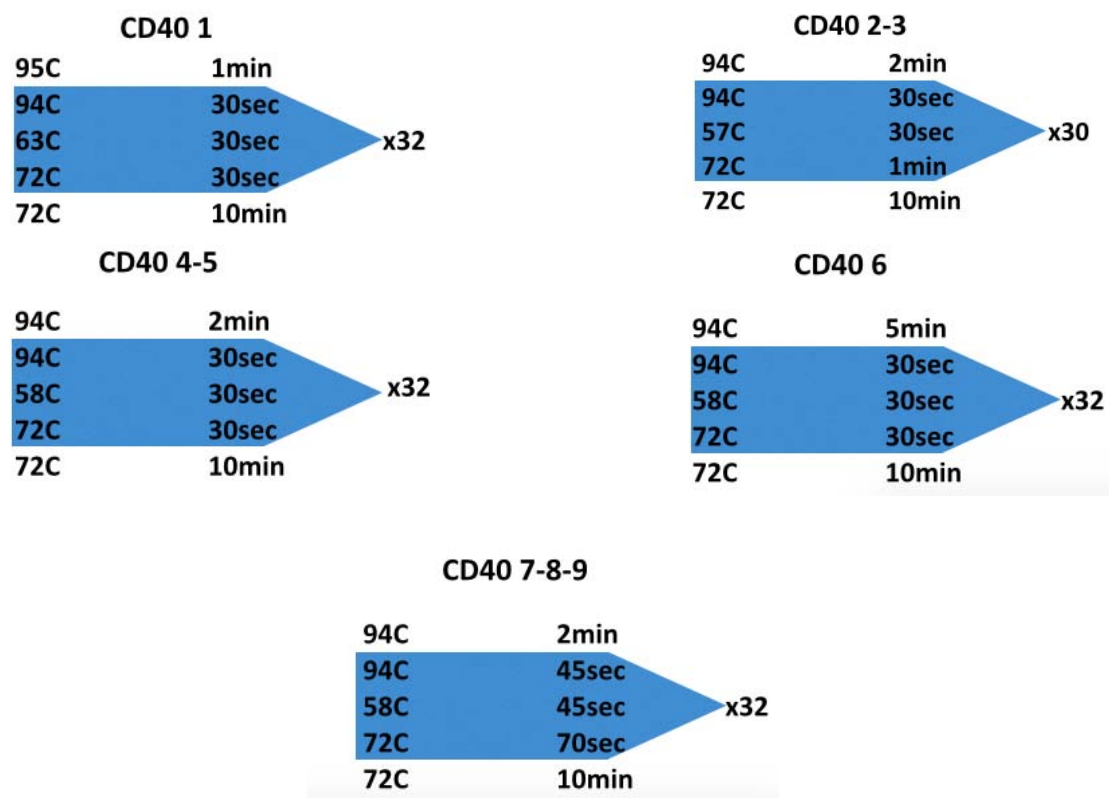 CD40 1
95C 1min
94C 30sec
63C 30sec
72C 30sec
x32
72C 10min
CD40 2-3
94C 2min
94C 30sec
57C 30sec
72C 1min
x30
72C 10min
CD40 4-5
94C 2min
94C 30sec
58C 30sec
72C 30sec
x32
72C 10min
CD40 6
94C 5min
94C 30sec
58C 30sec
72C 30sec
x32
72C 10min
CD40 7-8-9
94C 2min
94C 45sec
58C 45sec
72C 70sec
x32
72C 10min